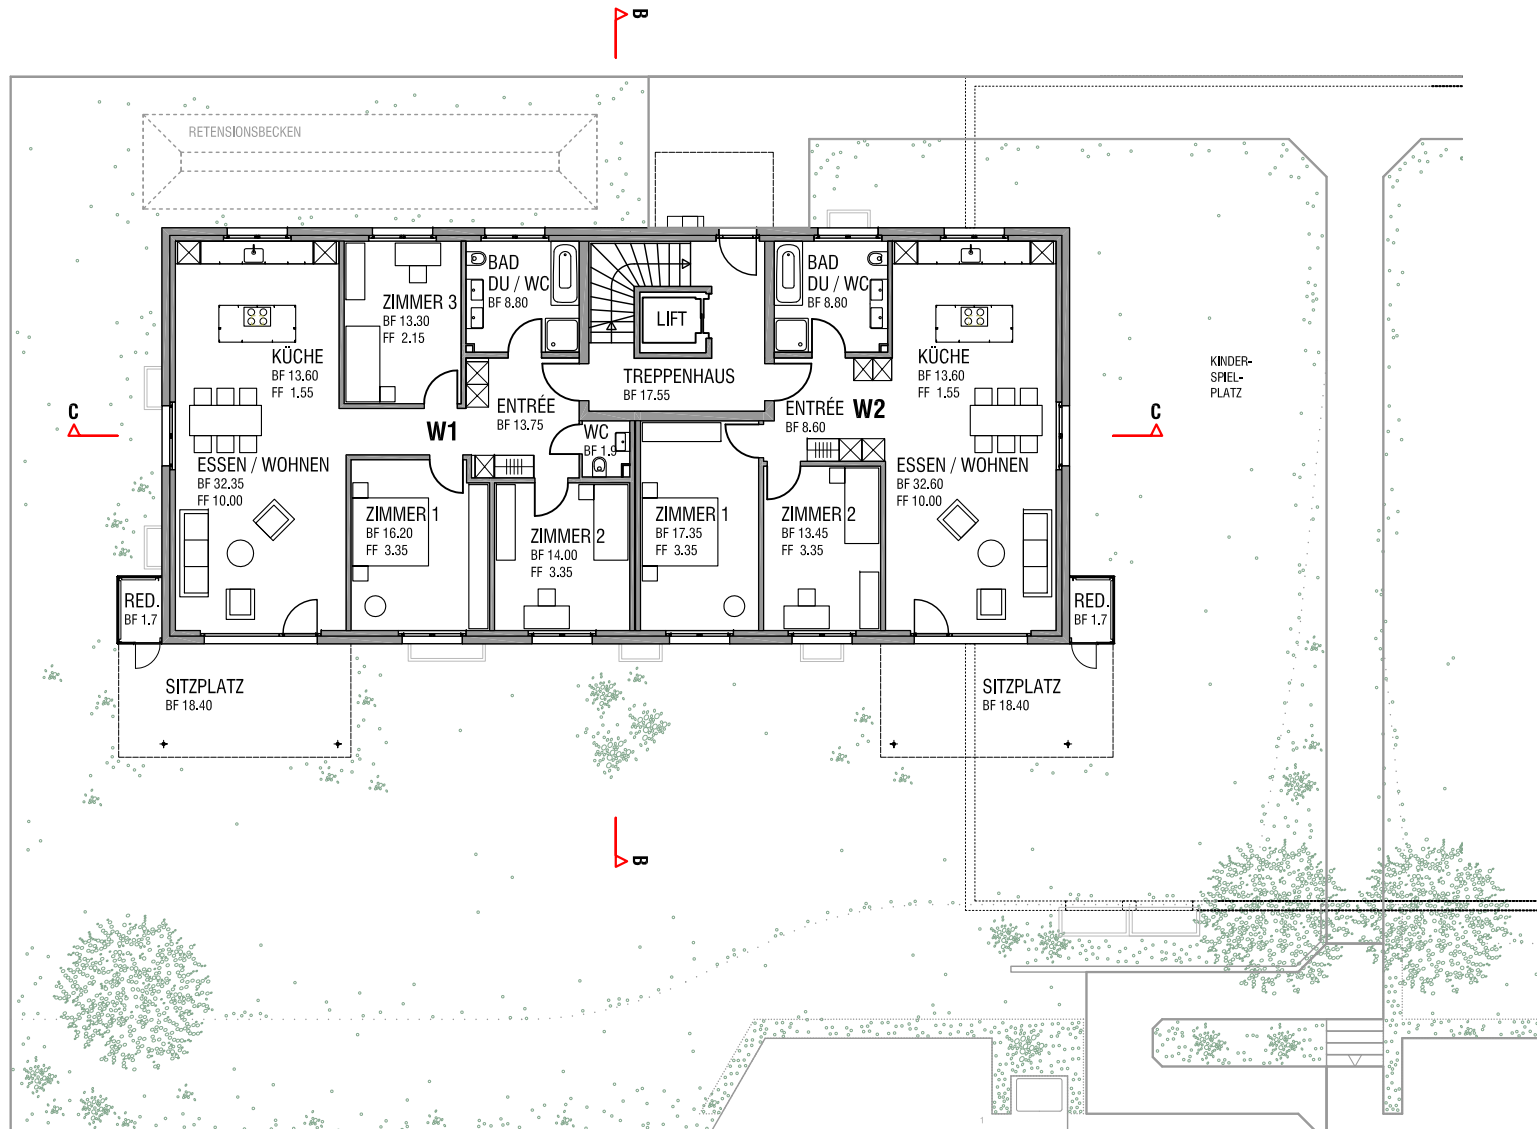 B
RETENSIONSBECKEN
BAD
DU / WC
BF 8.80
BAD
DU / WC
BF 8.80
ZIMMER 3
BF 13.30
FF 2.15
LIFT
KÜCHE
BF 13.60
FF 1.55
KÜCHE
BF 13.60
FF 1.55
KINDER-
SPIEL-
PLATZ
TREPPENHAUS
BF 17.55
ENTRÉE
BF 13.75
ENTRÉE
BF 8.60
W1
W2
C
C
WC
BF 1.9
ESSEN / WOHNEN
BF 32.35
FF 10.00
ESSEN / WOHNEN
BF 32.60
FF 10.00
ZIMMER 1
BF 16.20
FF 3.35
ZIMMER 2
BF 14.00
FF 3.35
ZIMMER 1
BF 17.35
FF 3.35
ZIMMER 2
BF 13.45
FF 3.35
RED.
BF 1.7
RED.
BF 1.7
SITZPLATZ
BF 18.40
SITZPLATZ
BF 18.40
B